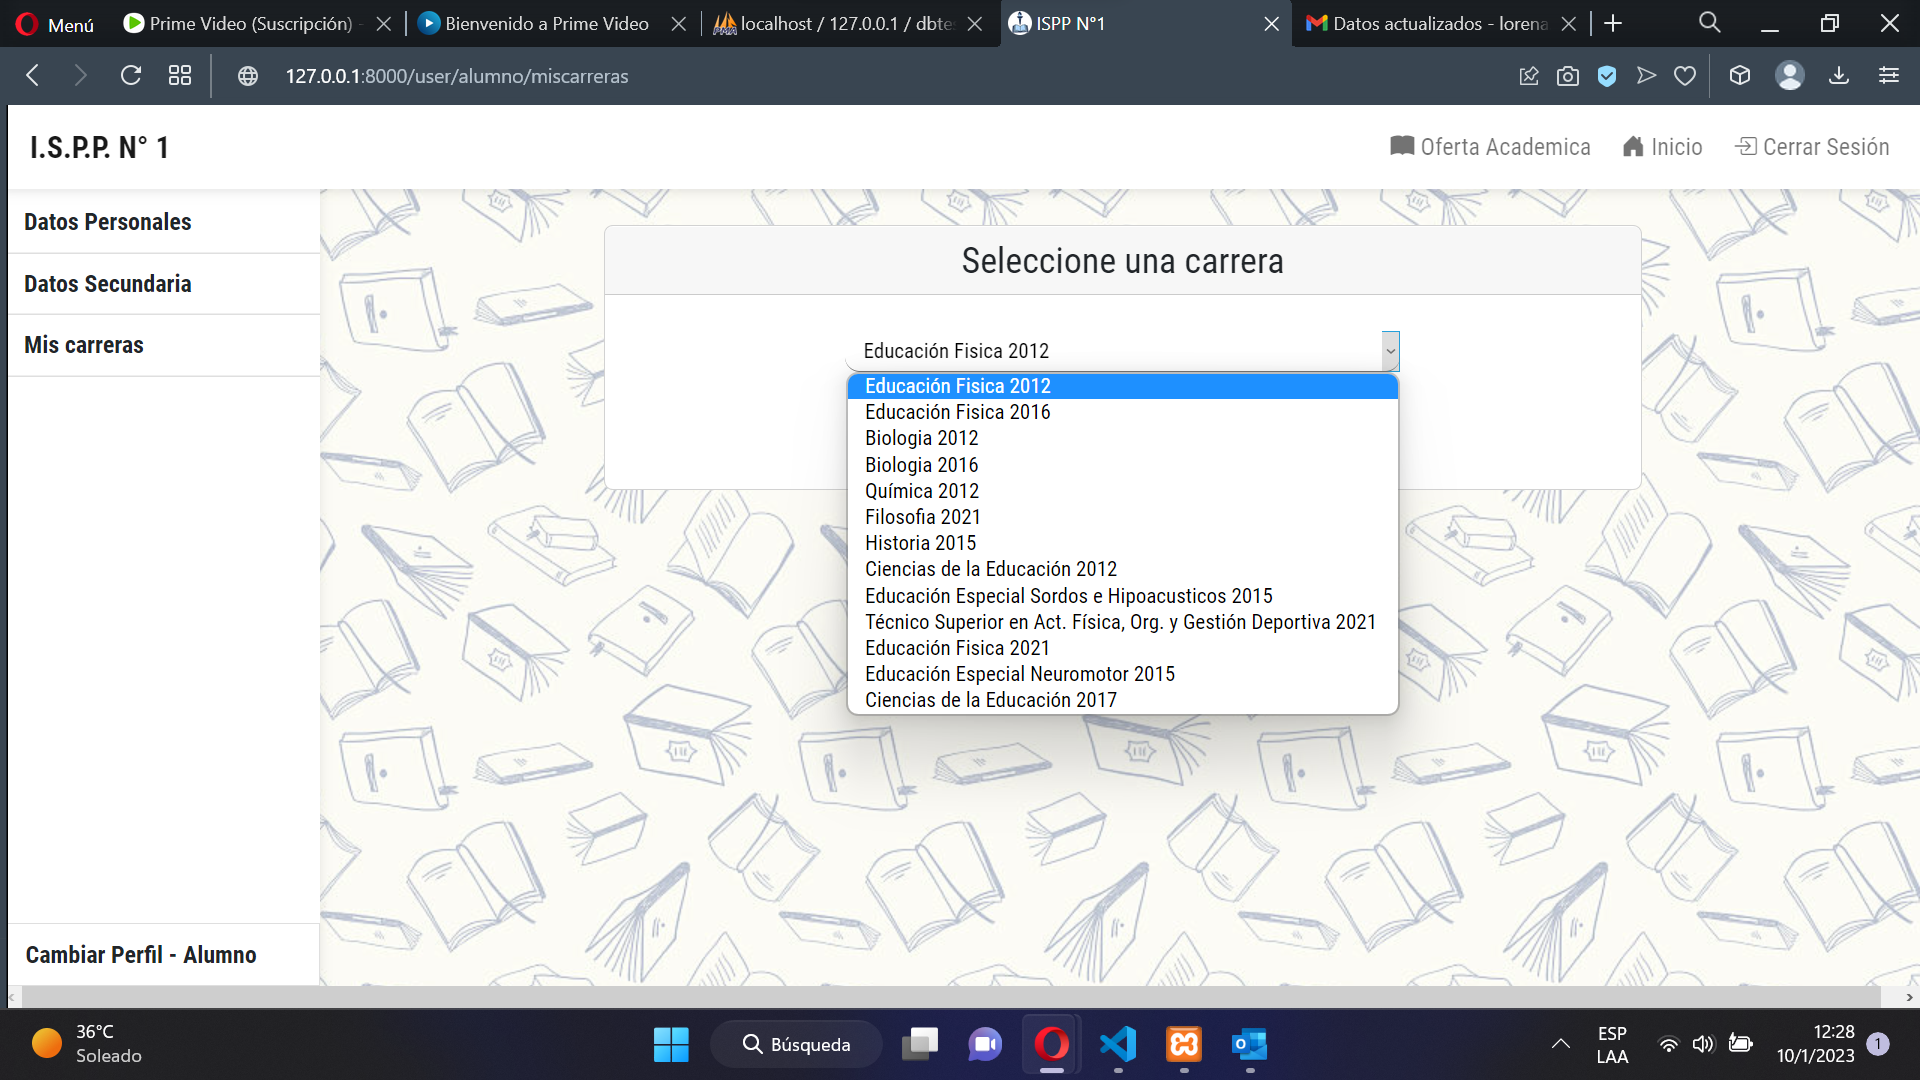 Menú
Prime Video (Suscripción) -
Bienvenido a Prime Video
localhost / 127.0.0.1 / dbtes
ISPP N°1
Datos actualizados - lorena
127.0.0.1:8000/user/alumno/miscarreras
I.S.P.P. N° 1
Oferta Academica
Inicio
Cerrar Sesión
Datos Personales
Datos Secundaria
Mis carreras
Seleccione una carrera
Educación Fisica 2012
Educación Fisica 2012
Educación Fisica 2016
Biologia 2012
Biologia 2016
Química 2012
Filosofia 2021
Historia 2015
Ciencias de la Educación 2012
Educación Especial Sordos e Hipoacusticos 2015
Técnico Superior en Act. Física, Org. y Gestión Deportiva 2021
Educación Fisica 2021
Educación Especial Neuromotor 2015
Ciencias de la Educación 2017
Cambiar Perfil - Alumno
36°C
Soleado
Búsqueda
ESP
LAA
12:28
10/1/2023
1